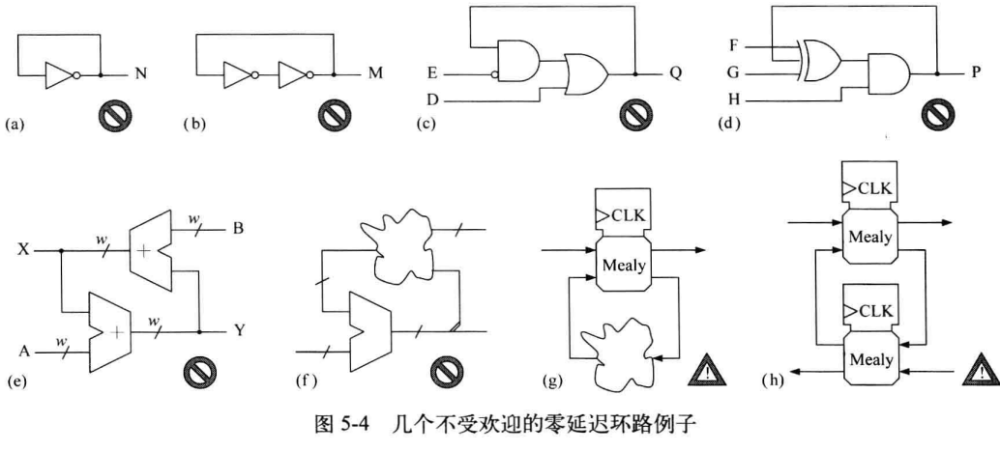 N
(a)
M
(b)
E
D
Q
(c)
F
G
H
P
(d)
X
w
w
B
A
w
+
+
w
Y
(e)
(f)
CLK
Mealy
(g)
!
CLK
Mealy
CLK
Mealy
(h)
!
图 5-4 几个不受欢迎的零延迟环路例子